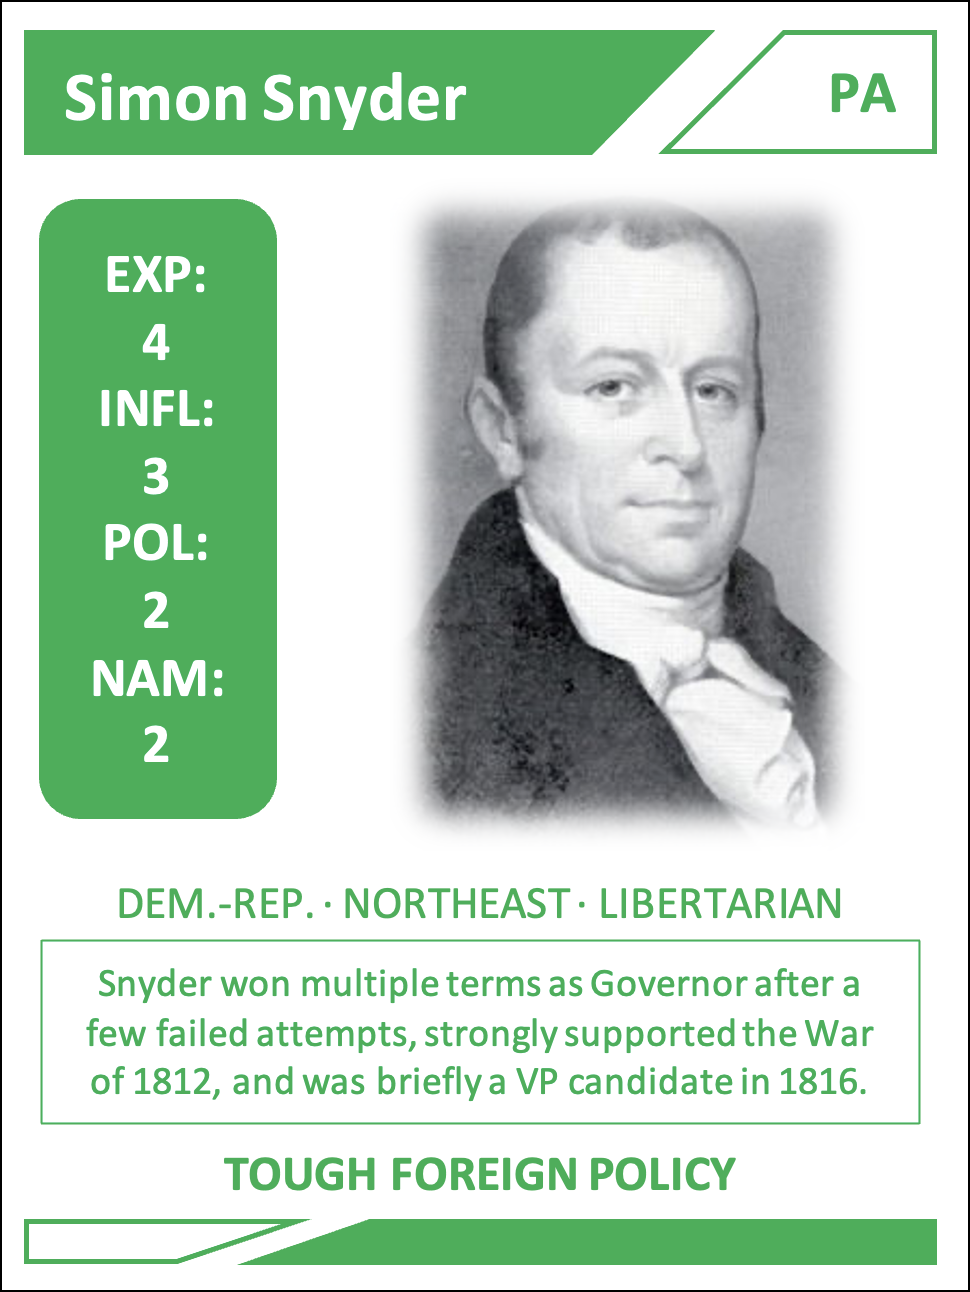 Simon Snyder
PA
EXP:
4
INFL:
3
POL:
2
NAM:
2
DEM.-REP. · NORTHEAST · LIBERTARIAN
Snyder won multiple terms as Governor after a
few failed attempts, strongly supported the War
of 1812, and was briefly a VP candidate in 1816.
TOUGH FOREIGN POLICY